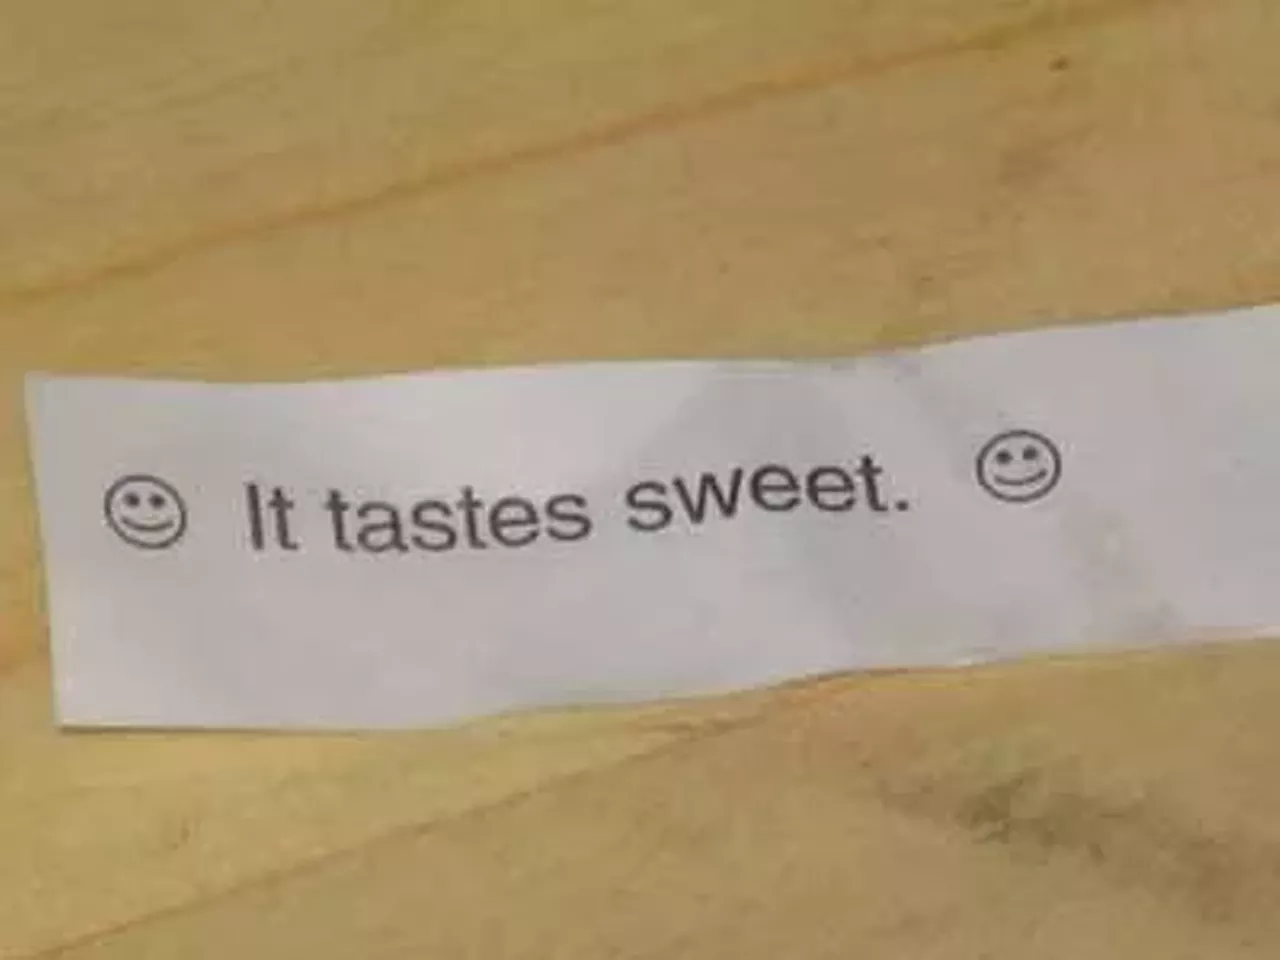 ☺ It tastes sweet. ☺